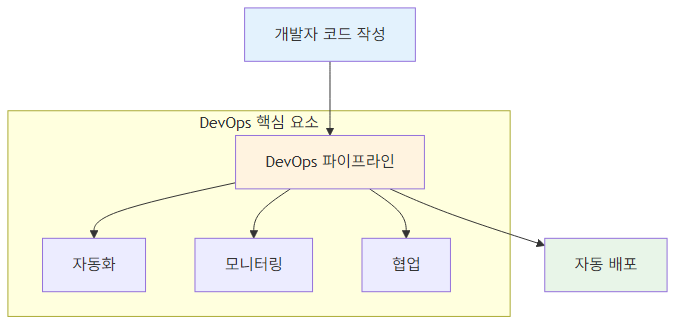 개발자 코드 작성
DevOps 핵심 요소
DevOps 파이프라인
자동화
모니터링
협업
자동 배포